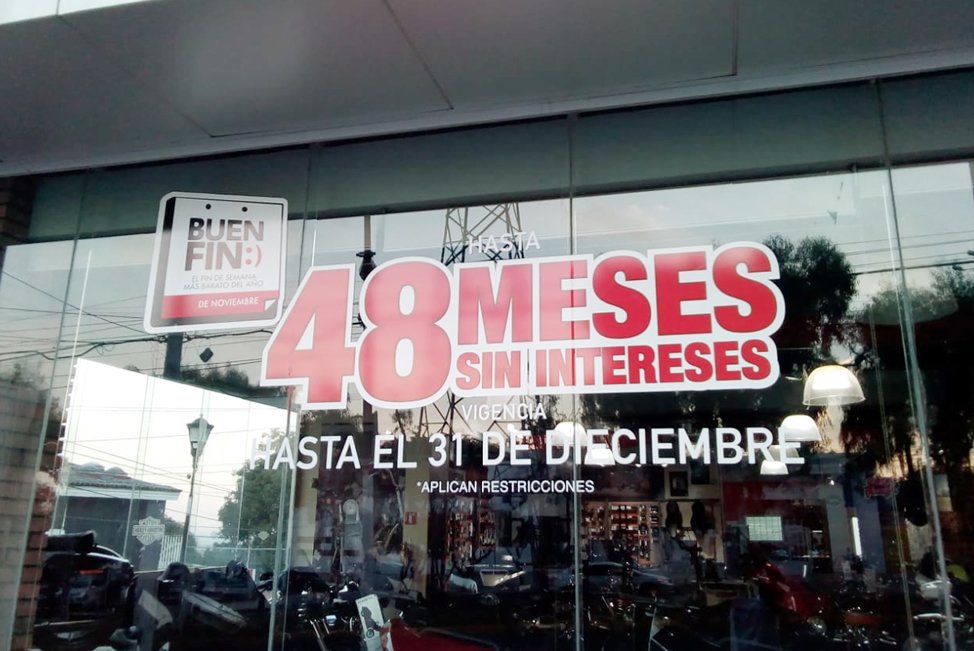 BUEN
FIN:)
EL FIN DE SEMANA
MÁS BARATO DEL AÑO
DE NOVIEMBRE
HASTA
48 MESES
SIN INTERESES
VIGENCIA
HASTA EL 31 DE DIECIEMBRE
*APLICAN RESTRICCIONES